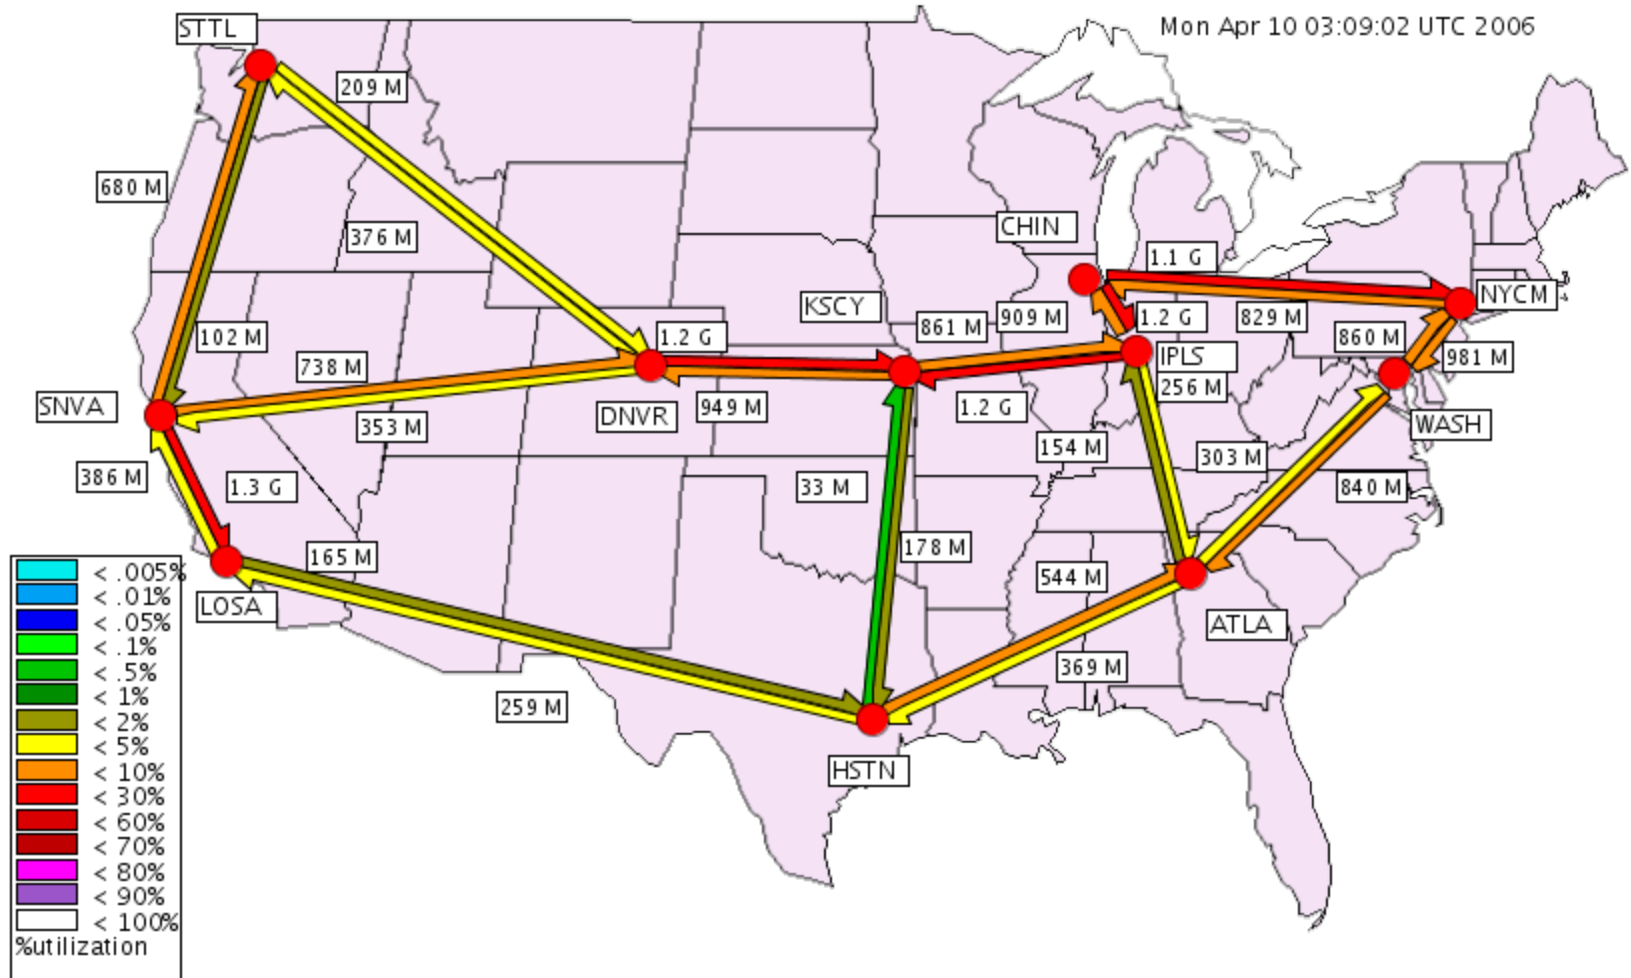 STTL
Mon Apr 10 03:09:02 UTC 2006
209 M
680 M
376 M
CHIN
1.1 G
NYCM
KSCY
909 M
1.2 G
829 M
861 M
1.2 G
102 M
860 M
981 M
IPLS
738 M
256 M
SNVA
949 M
1.2 G
DNVR
353 M
WASH
154 M
303 M
386 M
1.3 G
33 M
840 M
165 M
178 M
544 M
LOSA
ATLA
369 M
259 M
HSTN
< .005%
< .01%
< .05%
< .1%
< .5%
< 1%
< 2%
< 5%
< 10%
< 30%
< 60%
< 70%
< 80%
< 90%
< 100%
%utilization